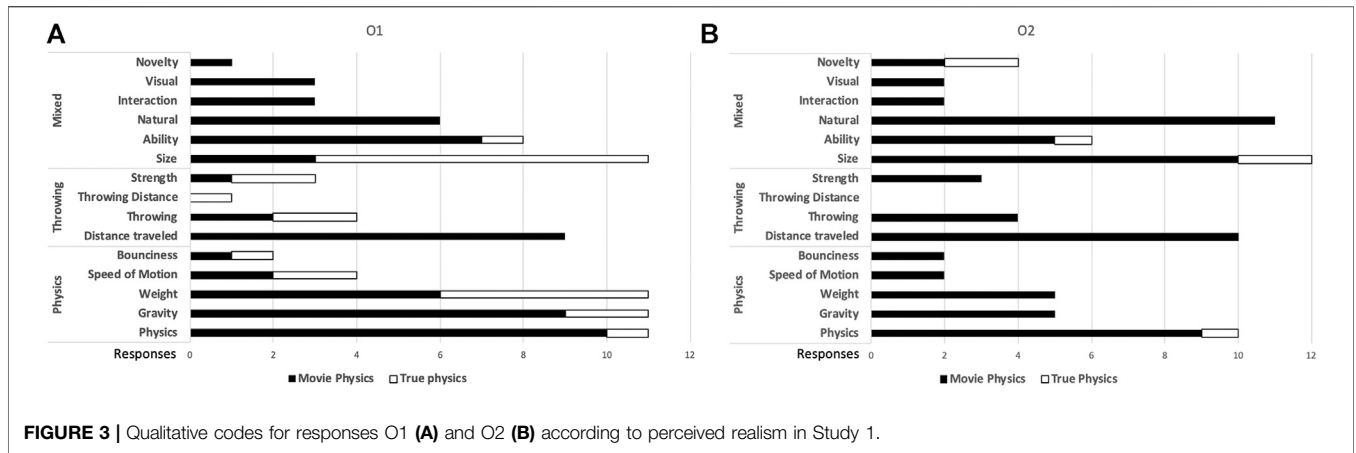 A
O1
Mixed
Novelty
Visual
Interaction
Natural
Ability
Size
Throwing
Strength
Throwing Distance
Throwing
Distance traveled
Physics
Bounciness
Speed of Motion
Weight
Gravity
Physics
Responses 0 2 4 6 8 10 12
Movie Physics True physics
B
O2
Mixed
Novelty
Visual
Interaction
Natural
Ability
Size
Throwing
Strength
Throwing Distance
Throwing
Distance traveled
Physics
Bounciness
Speed of Motion
Weight
Gravity
Physics
Responses 0 2 4 6 8 10 12
Movie Physics True Physics
FIGURE 3 | Qualitative codes for responses O1 (A) and O2 (B) according to perceived realism in Study 1.